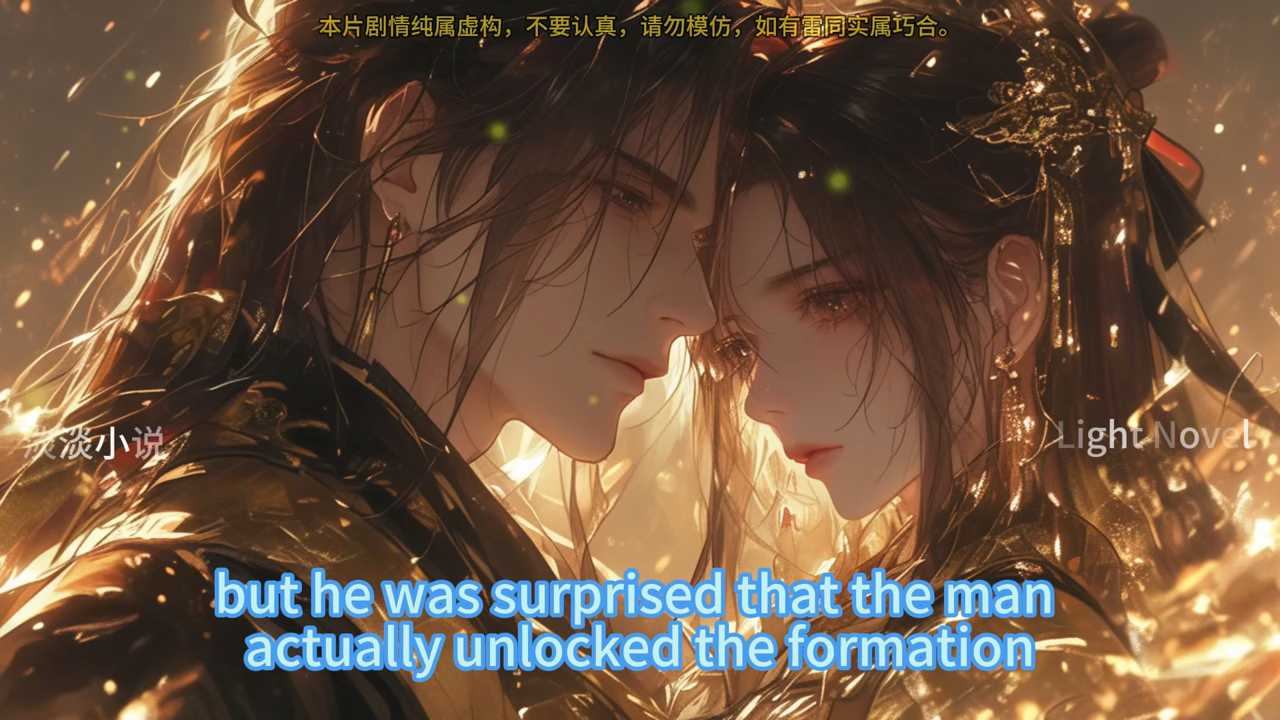 本片剧情纯属虚构，不要认真，请勿模仿，如有雷同实属巧合。
淡淡小说
Light Novel
but he was surprised that the man
actually unlocked the formation